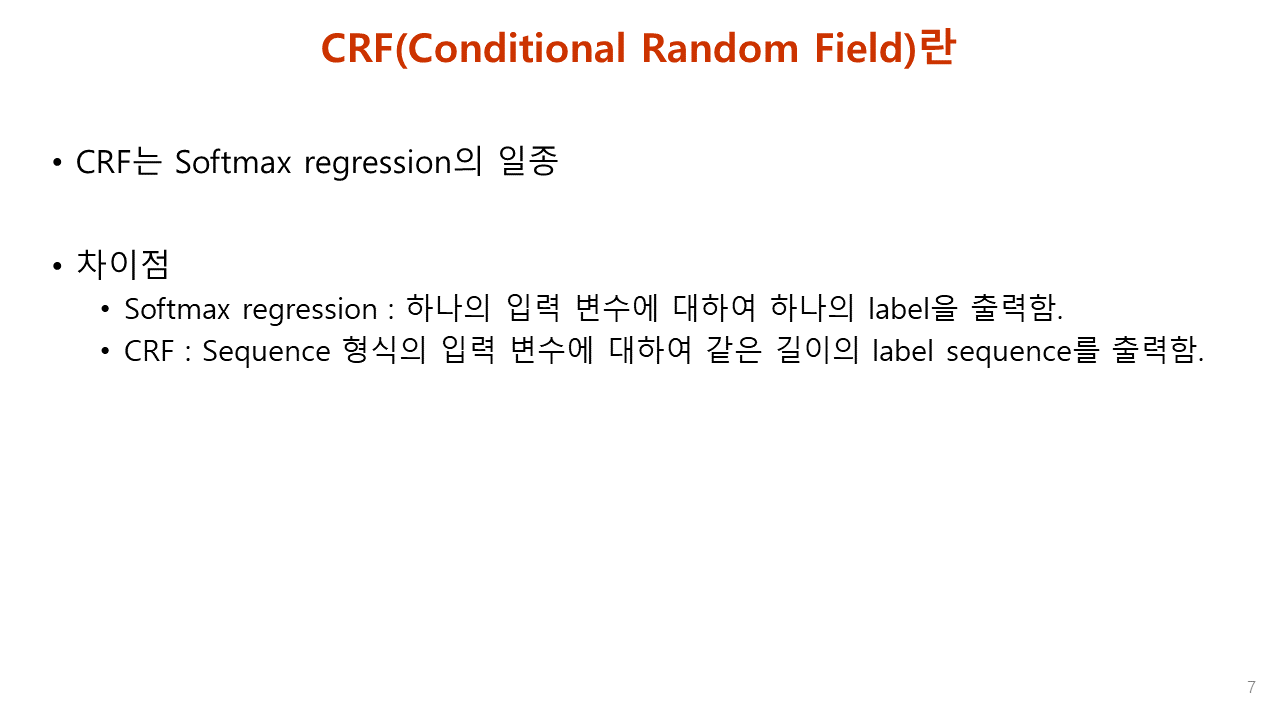 CRF(Conditional Random Field)란
• CRF는 Softmax regression의 일종
• 차이점
• Softmax regression : 하나의 입력 변수에 대하여 하나의 label을 출력함.
• CRF : Sequence 형식의 입력 변수에 대하여 같은 길이의 label sequence를 출력함.
7